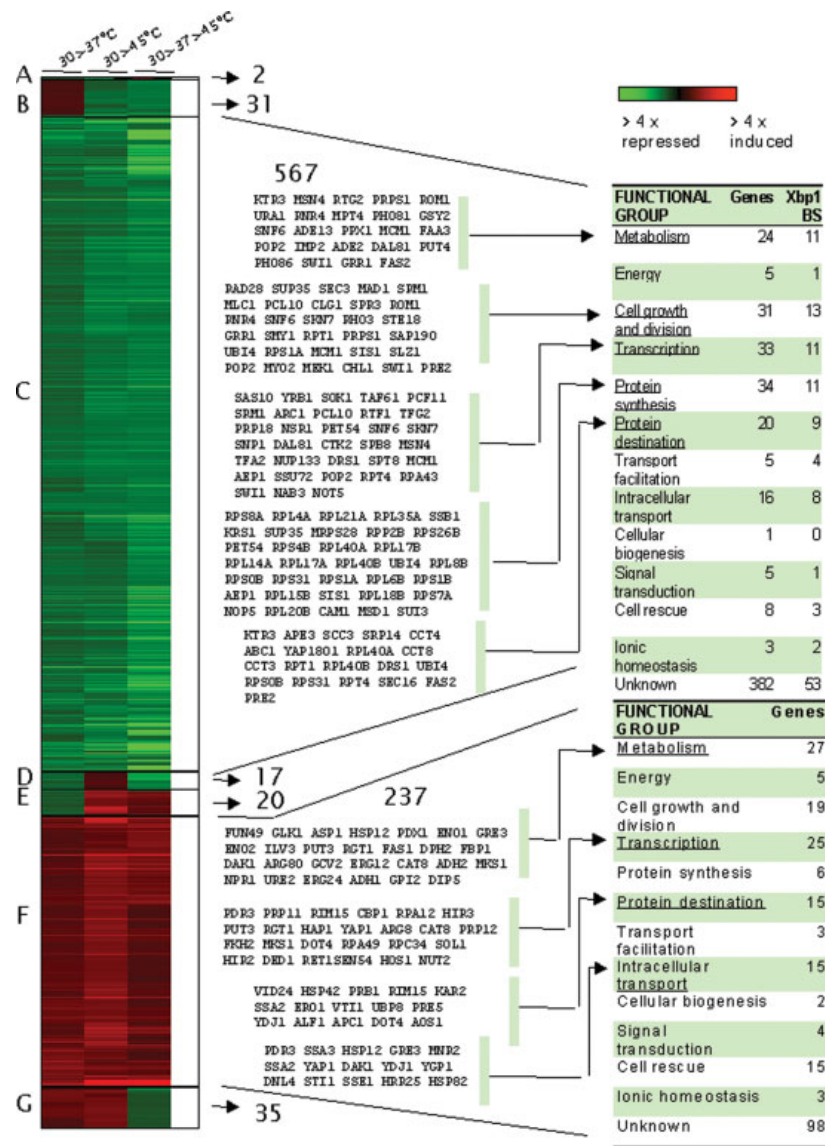 30>37°C 30>45°C 30>37>45°C
A
2
B
31
> 4 x repressed
> 4 x induced
567
KTR3 MSN4 RTG2 PRPS1 ROM1
URA1 RNR4 MPT4 PHO81 GSY2
SNF6 ADE13 PPX1 MCM1 FAA3
POP2 IMP2 ADE2 DAL81 PUT4
PHO86 SWI1 GRR1 FAS2
RAD28 SUP35 SEC3 MAD1 SRM1
MLC1 PCL10 CLG1 SPR3 ROM1
RNR4 SNF6 SKN7 RHO3 STE18
GRR1 SMY1 RPT1 PRPS1 SAP190
UBI4 RPS1A MCM1 SIS1 SLZ1
POP2 MYO2 MEK1 CHL1 SWI1 PRE2
C
SAS10 YRB1 SOK1 TAF61 PCF11
SRM1 ARC1 PCL10 RTF1 TFG2
PRP18 NSR1 PET54 SNF6 SKN7
SNP1 DAL81 CTK2 SPB8 MSN4
TFA2 NUP133 DRS1 SPT8 MCM1
AEP1 SSU72 POP2 RPT4 RPA43
SWI1 NAB3 NOT5
RPS8A RPL4A RPL21A RPL35A SSB1
KRS1 SUP35 MRPS28 RPP2B RPS26B
PET54 RPS4B RPL40A RPL17B
RPL14A RPL17A RPL40B UBI4 RPL8B
RPS0B RPS31 RPS1A RPL6B RPS1B
AEP1 RPL15B SIS1 RPL18B RPS7A
NOP5 RPL20B CAM1 MSD1 SUI3
KTR3 APE3 SCC3 SRP14 CCT4
ABC1 YAP1801 RPL40A CCT8
CCT3 RPT1 RPL40B DRS1 UBI4
RPS0B RPS31 RPT4 SEC16 FAS2
PRE2
FUNCTIONAL GROUP Genes Xbp1 BS
Metabolism 24 11
Energy 5 1
Cell growth and division 31 13
Transcription 33 11
Protein synthesis 34 11
Protein destination 20 9
Transport facilitation 5 4
Intracellular transport 16 8
Cellular biogenesis 1 0
Signal transduction 5 1
Cell rescue 8 3
Ionic homeostasis 3 2
Unknown 382 53
D
17
E
20
237
FUN49 GLK1 ASP1 HSP12 PDX1 ENO1 GRE3
ENO2 ILV3 PUT3 RGT1 FAS1 DPH2 FBP1
DAK1 ARG80 GCV2 ERG12 CAT8 ADH2 MKS1
NPR1 URE2 ERG24 ADH1 GPI2 DIP5
F
PDR3 PRP11 RIM15 CBP1 RPA12 HIR3
PUT3 RGT1 HAP1 YAP1 ARG8 CAT8 PRP12
FKH2 MKS1 DOT4 RPA49 RPC34 SOL1
HIR2 DED1 RET1SEN54 HOS1 NUT2
VID24 HSP42 PRB1 RIM15 KAR2
SSA2 ERO1 VTI1 UBP8 PRE5
YDJ1 ALF1 APC1 DOT4 AOS1
PDR3 SSA3 HSP12 GRE3 MNR2
SSA2 YAP1 DAK1 YDJ1 YGP1
DNL4 STI1 SSE1 HRR25 HSP82
G
35
FUNCTIONAL GROUP Genes
Metabolism 27
Energy 5
Cell growth and division 19
Transcription 25
Protein synthesis 6
Protein destination 15
Transport facilitation 3
Intracellular transport 15
Cellular biogenesis 2
Signal transduction 4
Cell rescue 15
Ionic homeostasis 3
Unknown 98